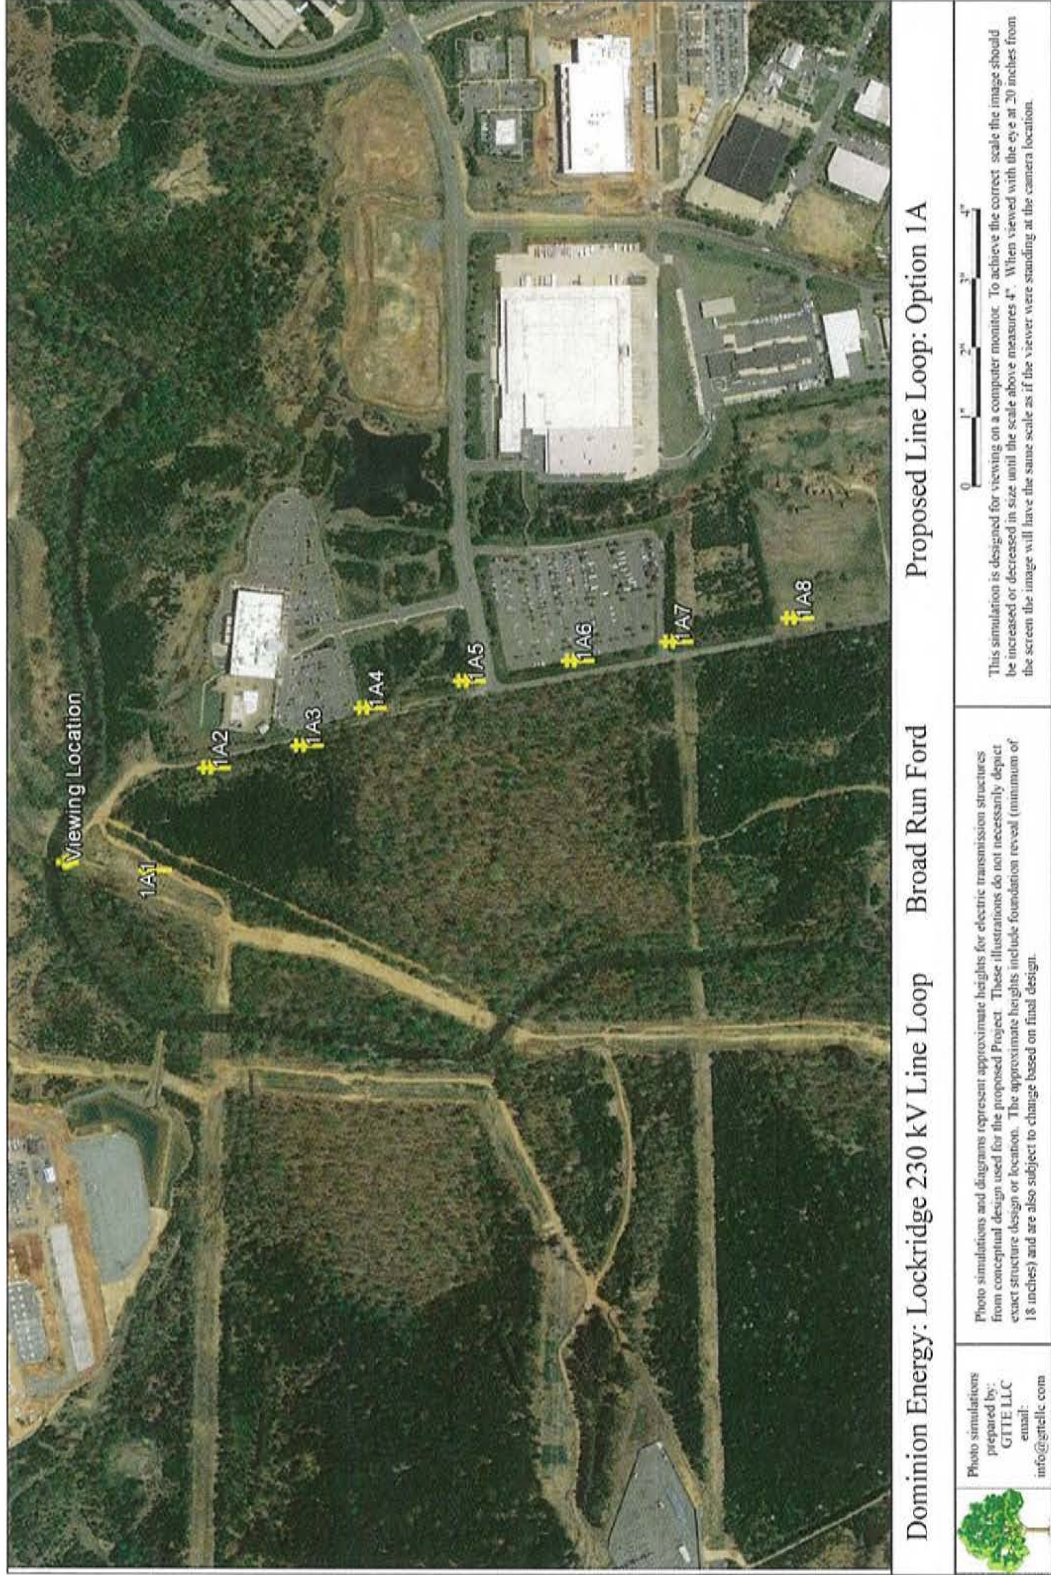 Viewing Location
1A1
1A2
1A3
1A4
1A5
1A6
1A7
1A8
Dominion Energy: Lockridge 230 kV Line Loop
Broad Run Ford
Proposed Line Loop: Option 1A
Photo simulations
prepared by:
GTTE LLC
email:
info@gttellc.com
Photo simulations and diagrams represent approximate heights for electric transmission structures
from conceptual design used for the proposed Project. These illustrations do not necessarily depict
exact structure design or location. The approximate heights include foundation reveal (minimum of
18 inches) and are also subject to change based on final design.
0 1" 2" 3" 4"
This simulation is designed for viewing on a computer monitor. To achieve the correct scale the image should
be increased or decreased in size until the scale above measures 4". When viewed with the eye at 20 inches from
the screen the image will have the same scale as if the viewer were standing at the camera location.